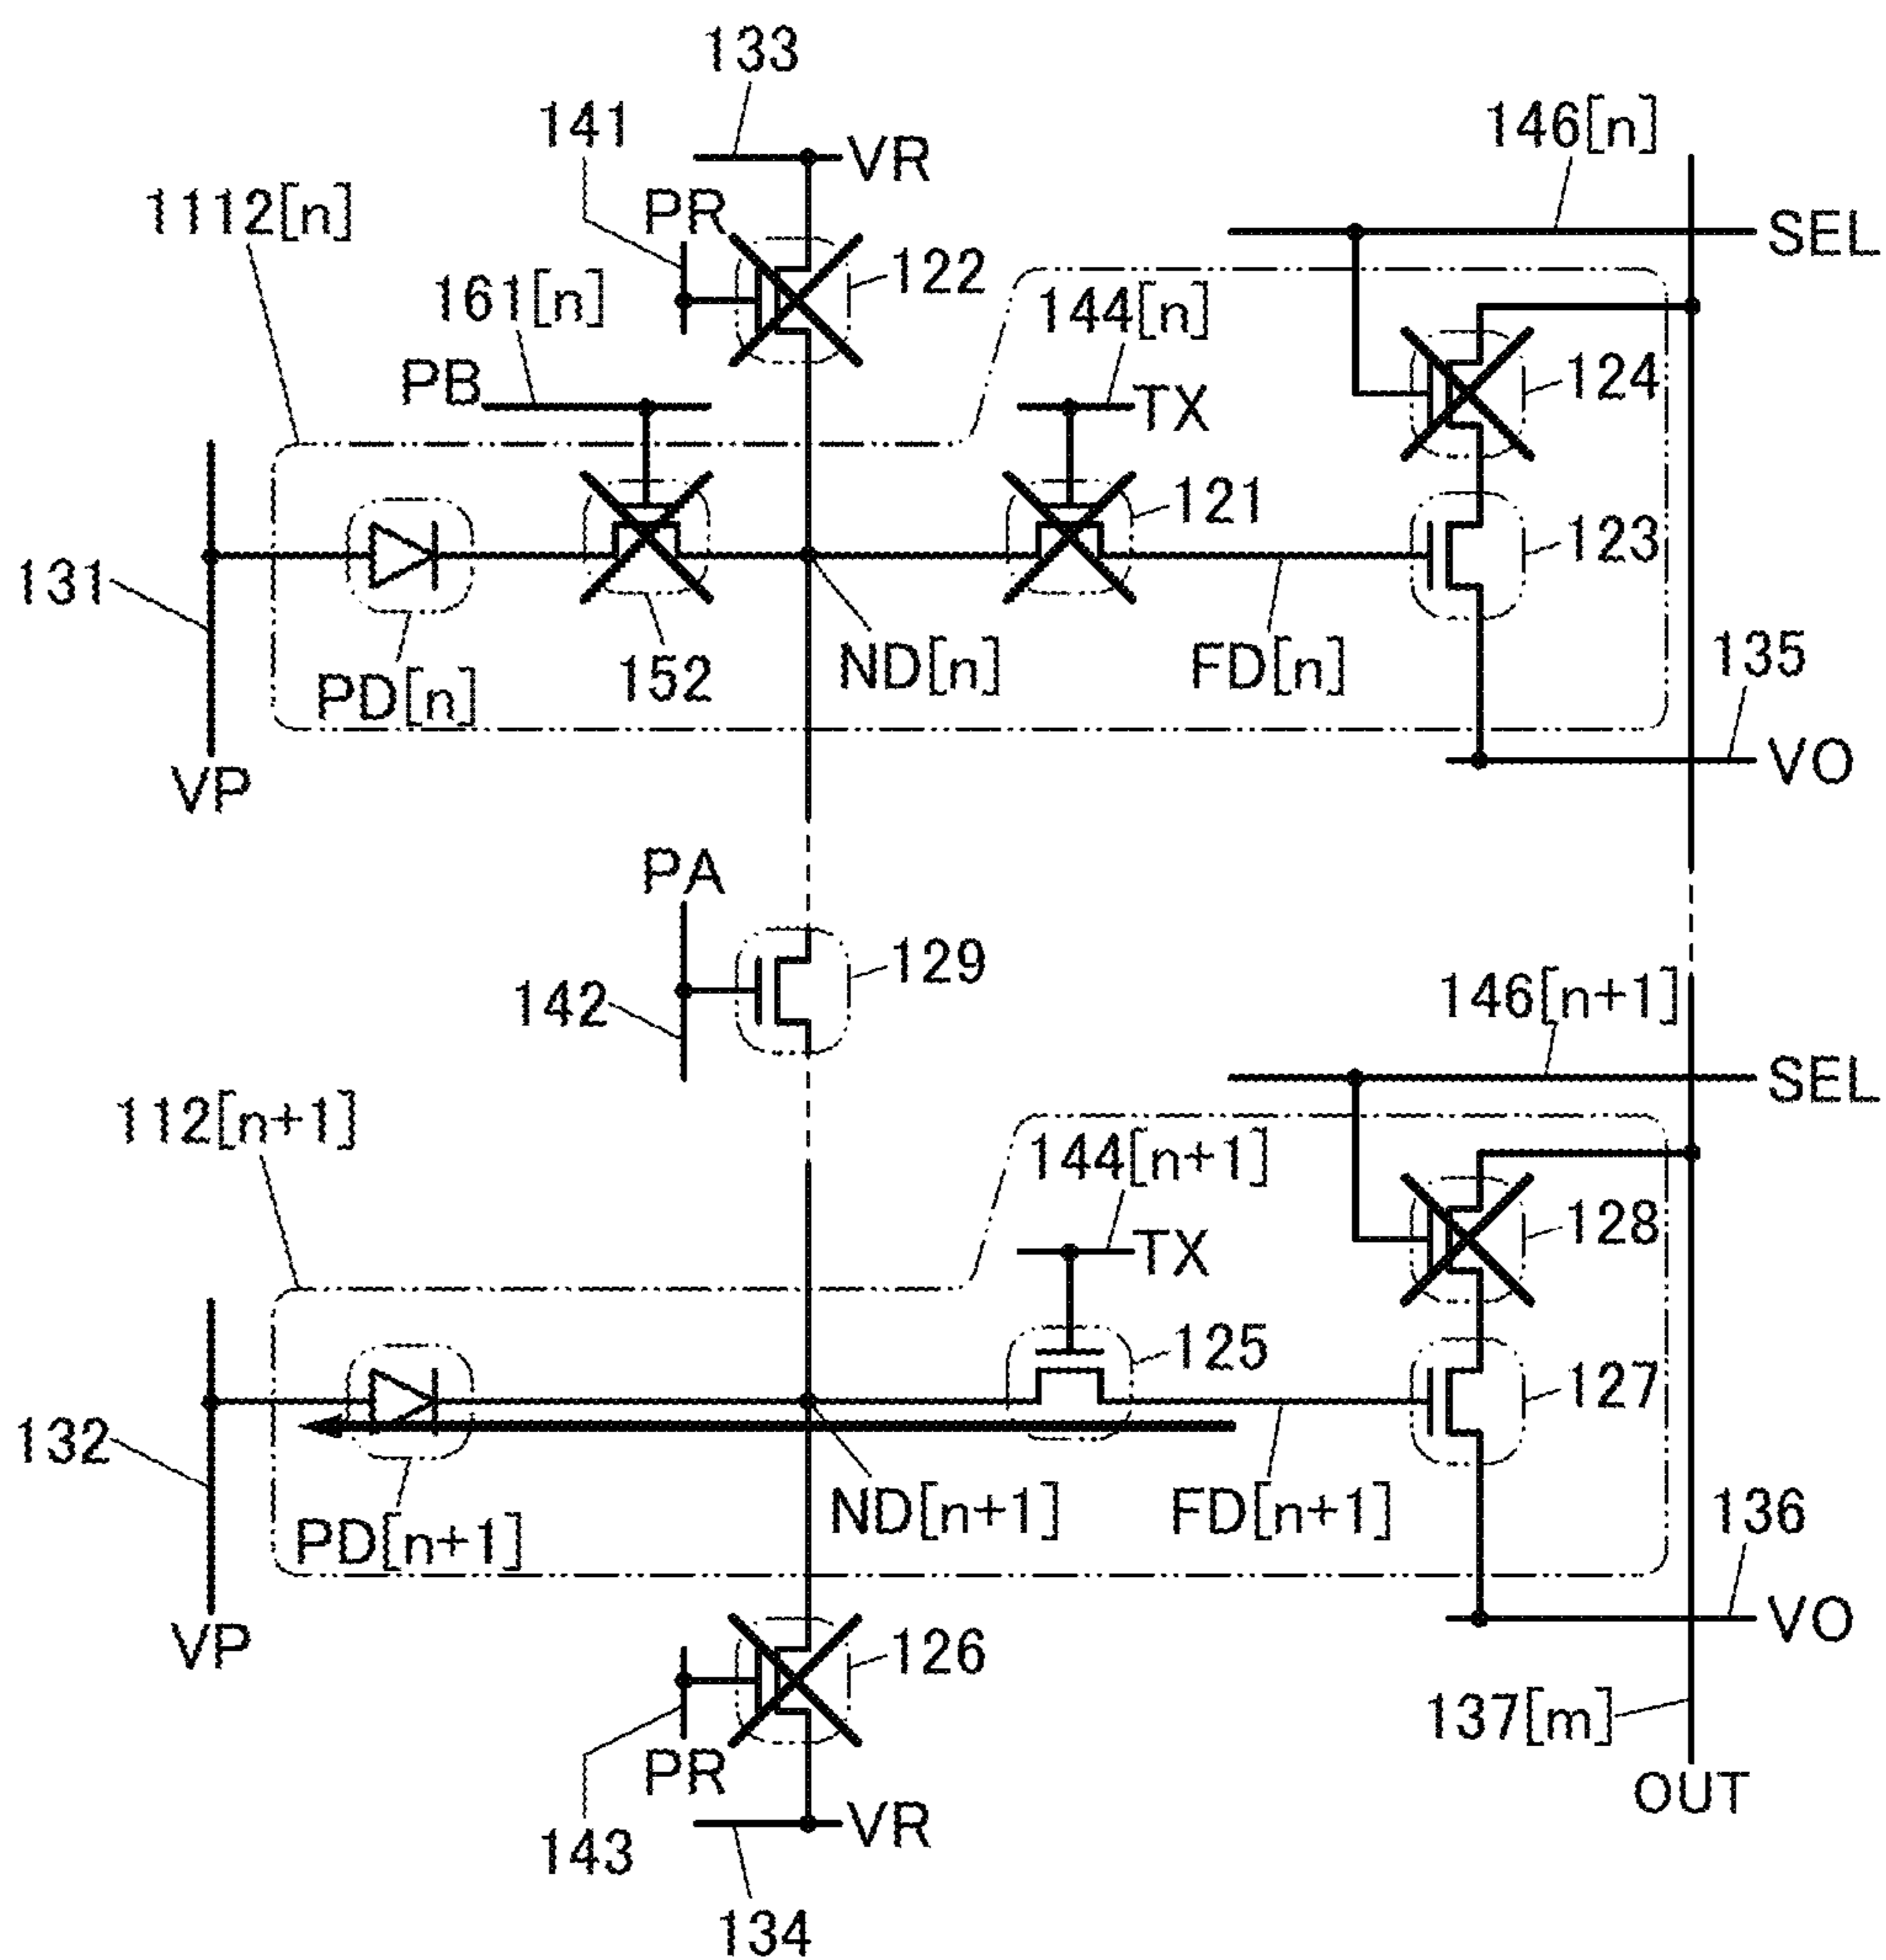 133
141
146[n]
VR
1112[n]
PR
SEL
122
161[n]
144[n]
PB
TX
124
121
123
131
152
ND[n]
FD[n]
135
PD[n]
VP
VO
PA
129
142
146[n+1]
SEL
112[n+1]
144[n+1]
128
TX
125
127
132
ND[n+1]
FD[n+1]
136
PD[n+1]
VP
126
VO
137[m]
PR
OUT
143
VR
134